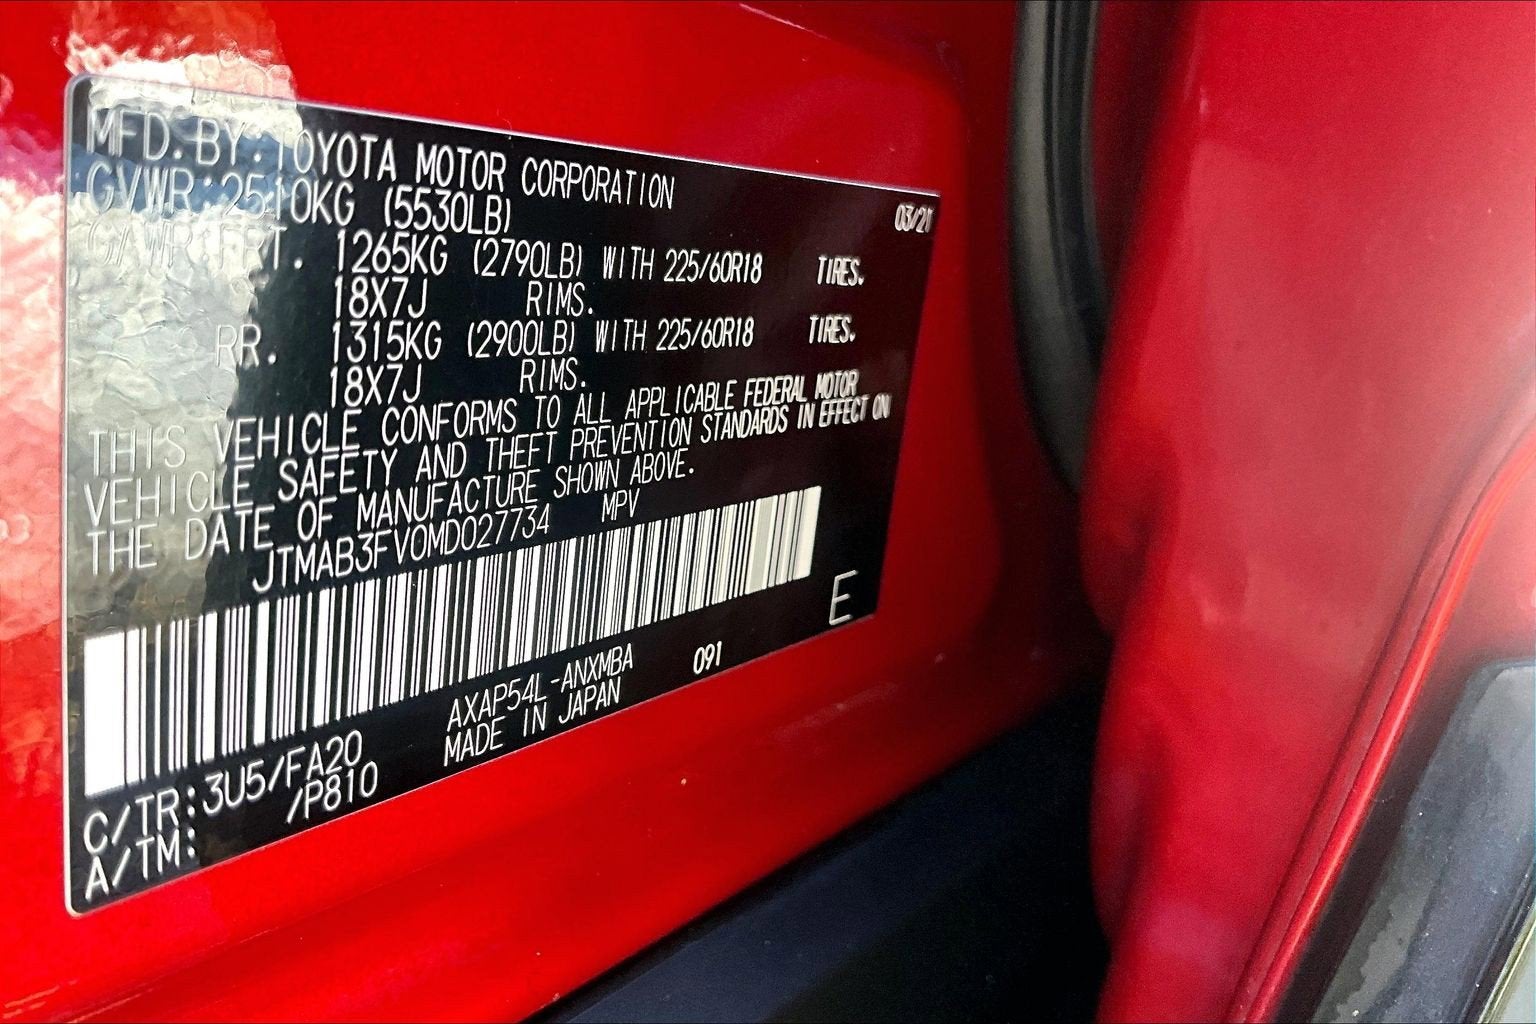 MFD. BY: TOYOTA MOTOR CORPORATION 03/21
GVWR: 2510KG (5530LB)
GAWR: FRT. 1265KG (2790LB) WITH 225/60R18 TIRES.
18X7J RIMS.
RR. 1315KG (2900LB) WITH 225/60R18 TIRES.
18X7J RIMS.
THIS VEHICLE CONFORMS TO ALL APPLICABLE FEDERAL MOTOR
VEHICLE SAFETY AND THEFT PREVENTION STANDARDS IN EFFECT ON
THE DATE OF MANUFACTURE SHOWN ABOVE.
JTMAB3FV0MD027734 MPV
E
AXAP54L-ANXMBA 091
MADE IN JAPAN
C/TR: 3U5/FA20
A/TM: /P810